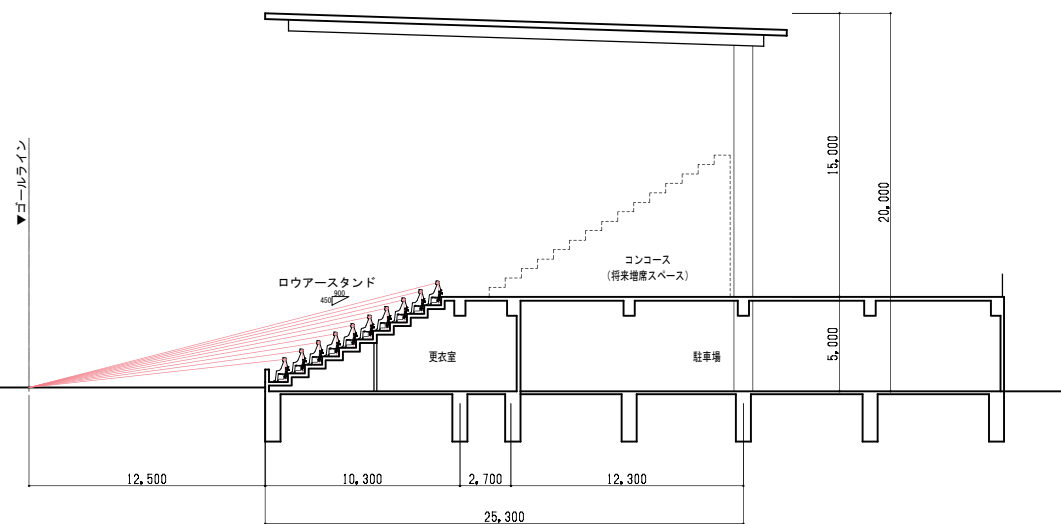 ▼ゴールライン
15,000
20,000
コンコース
(将来増席スペース)
ロウアースタンド
900
450
更衣室
駐車場
5,000
12,500
10,300
2,700
12,300
25,300